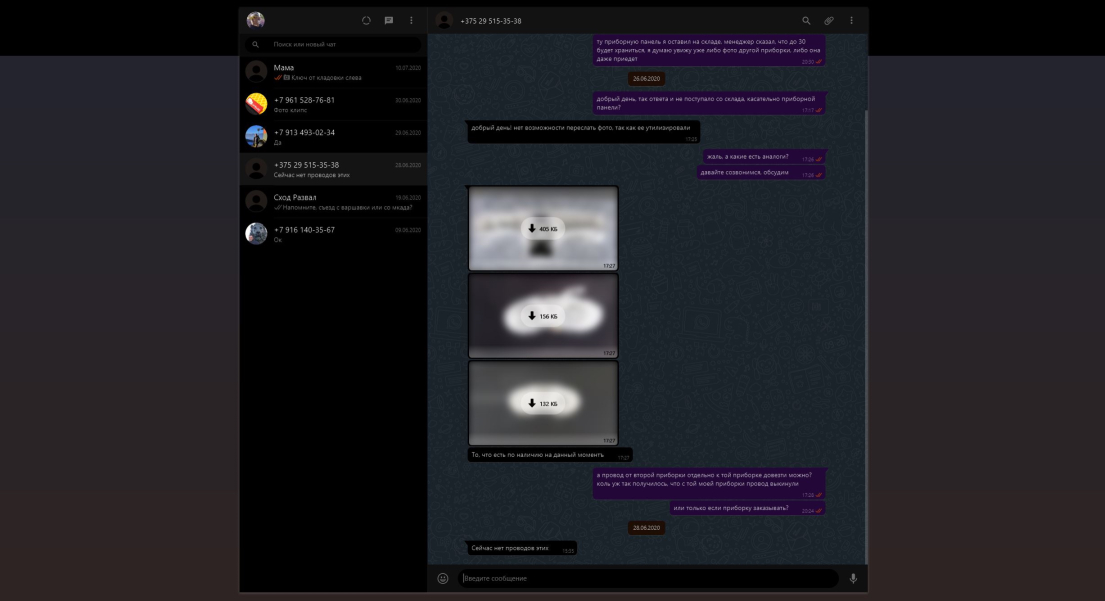 +375 29 515-35-38
Поиск или новый чат
Мама
10.07.2020
Ключ от кладовки слева
+7 961 528-76-81
30.06.2020
Фото влито
+7 913 493-02-34
29.06.2020
Да
+375 29 515-35-38
28.06.2020
Сейчас нет проводов этих
Сход Развал
19.06.2020
Напомните, съезд с варшавки или со мкада?
+7 916 140-35-67
09.06.2020
Ок
ту приборную панель я оставил на складе, менеджер сказал, что до 30
будет храниться. я думаю увижу уже либо фото другой приборки, либо она
даже приедет
26.06.2020
добрый день, так ответа и не поступало со склада, касательно приборной
панели?
17:17
добрый день! нет возможности переслать фото, так как ее утилизировали
17:25
жаль, а какие есть аналоги?
17:26
давайте созвонимся, обсудим
17:26
405 КБ
17:27
156 КБ
17:27
132 КБ
17:27
То, что есть по наличию на данный моментъ
17:27
а провод от второй приборки отдельно к той приборке довезти можно?
коль уж так получилось, что с той моей приборки провод выкинули
17:28
или только если приборку заказывать?
20:04
28.06.2020
Сейчас нет проводов этих
Введите сообщение